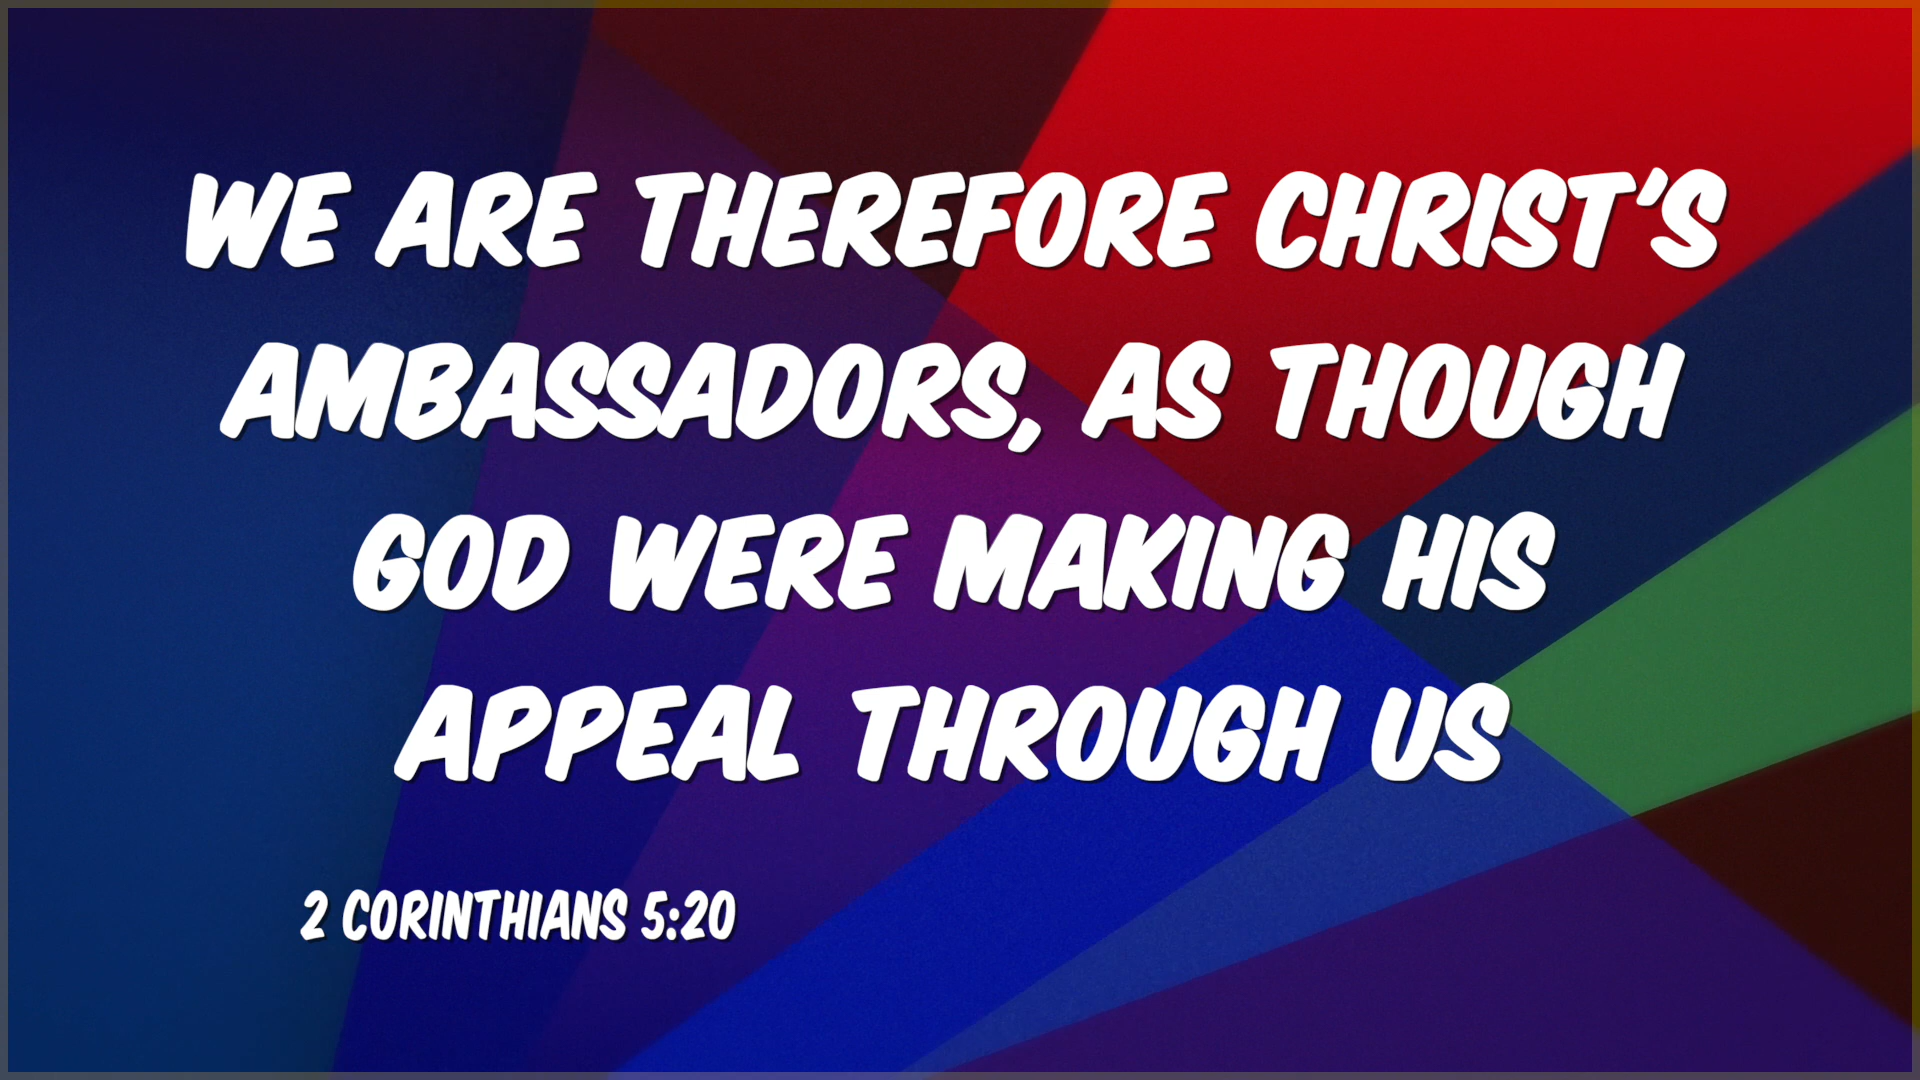 WE ARE THEREFORE CHRIST'S
AMBASSADORS, AS THOUGH
GOD WERE MAKING HIS
APPEAL THROUGH US
2 CORINTHIANS 5:20